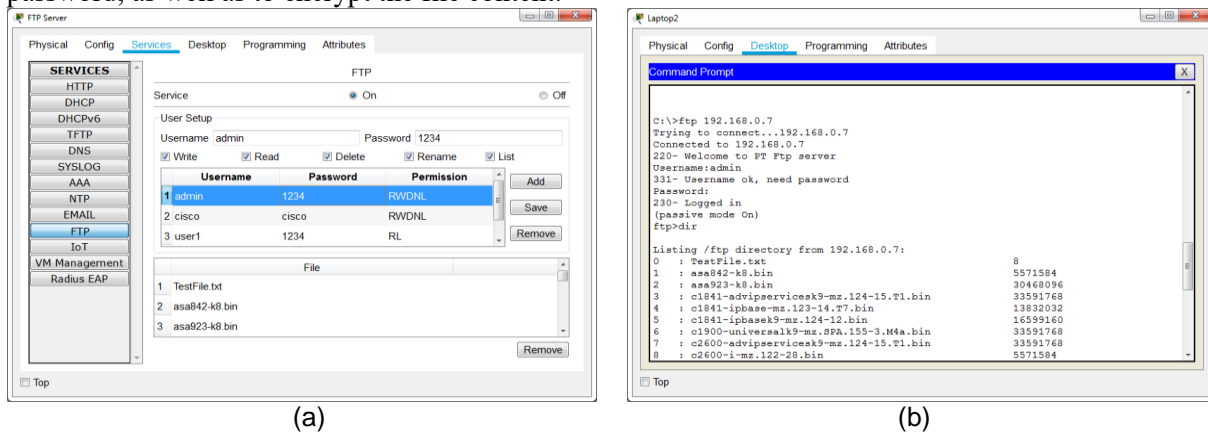 password, as well as to encrypt the file content.
FTP Server
Physical Config Services Desktop Programming Attributes
SERVICES
HTTP
DHCP
DHCPv6
TFTP
DNS
SYSLOG
AAA
NTP
EMAIL
FTP
IoT
VM Management
Radius EAP
FTP
Service On Off
User Setup
Username admin Password 1234
Write Read Delete Rename List
Username Password Permission
1 admin 1234 RWDNL
2 cisco cisco RWDNL
3 user1 1234 RL
Add
Save
Remove
File
1 TestFile.txt
2 asa842-k8.bin
3 asa923-k8.bin
Remove
Top
(a)
Laptop2
Physical Config Desktop Programming Attributes
Command Prompt X
C:\>ftp 192.168.0.7
Trying to connect...192.168.0.7
Connected to 192.168.0.7
220- Welcome to PT Ftp server
Username:admin
331- Username ok, need password
Password:
230- Logged in
(passive mode On)
ftp>dir
Listing /ftp directory from 192.168.0.7:
0 : TestFile.txt 8
1 : asa842-k8.bin 5571584
2 : asa923-k8.bin 30468096
3 : c1841-advipservicesk9-mz.124-15.T1.bin 33591768
4 : c1841-ipbase-mz.123-14.T7.bin 13832032
5 : c1841-ipbasek9-mz.124-12.bin 16599160
6 : c1900-universalk9-mz.SPA.155-3.M4a.bin 33591768
7 : c2600-advipservicesk9-mz.124-15.T1.bin 33591768
8 : c2600-i-mz.122-28.bin 5571584
Top
(b)